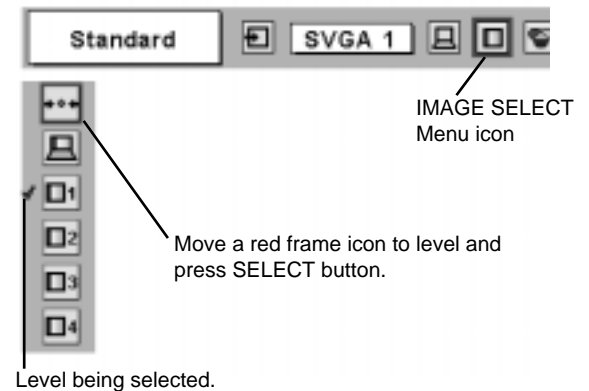 Standard
SVGA 1
IMAGE SELECT
Menu icon
1
Move a red frame icon to level and
press SELECT button.
2
3
4
Level being selected.